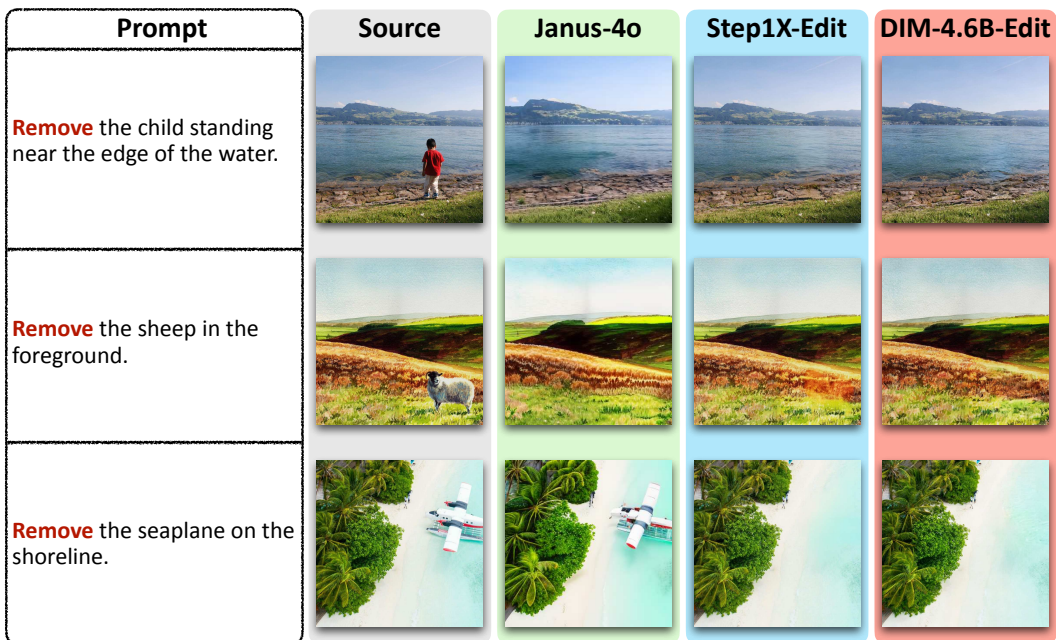 Prompt
Source
Janus-4o
Step1X-Edit
DIM-4.6B-Edit
Remove the child standing
near the edge of the water.
Remove the sheep in the
foreground.
Remove the seaplane on the
shoreline.